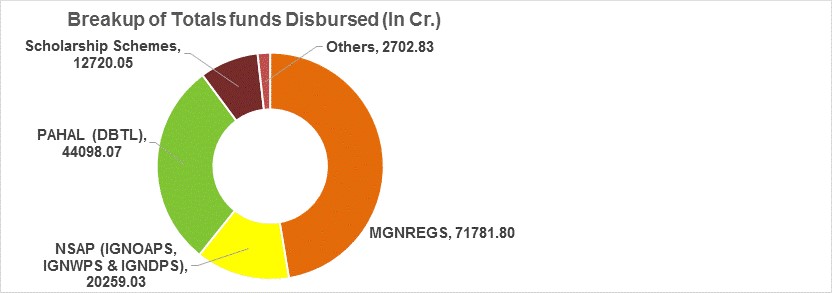 Breakup of Totals funds Disbursed (In Cr.)
Scholarship Schemes,
12720.05
Others, 2702.83
PAHAL (DBTL),
44098.07
MGNREGS, 71781.80
NSAP (IGNOAPS,
IGNWPS & IGNDPS),
20259.03